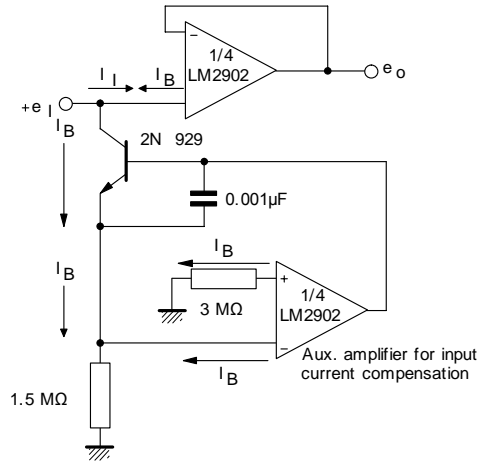 1/4
LM2902
e o
I I
I B
+e I
I B
2N 929
0.001µF
I B
I B
1/4
LM2902
3 MΩ
Aux. amplifier for input
current compensation
I B
1.5 MΩ